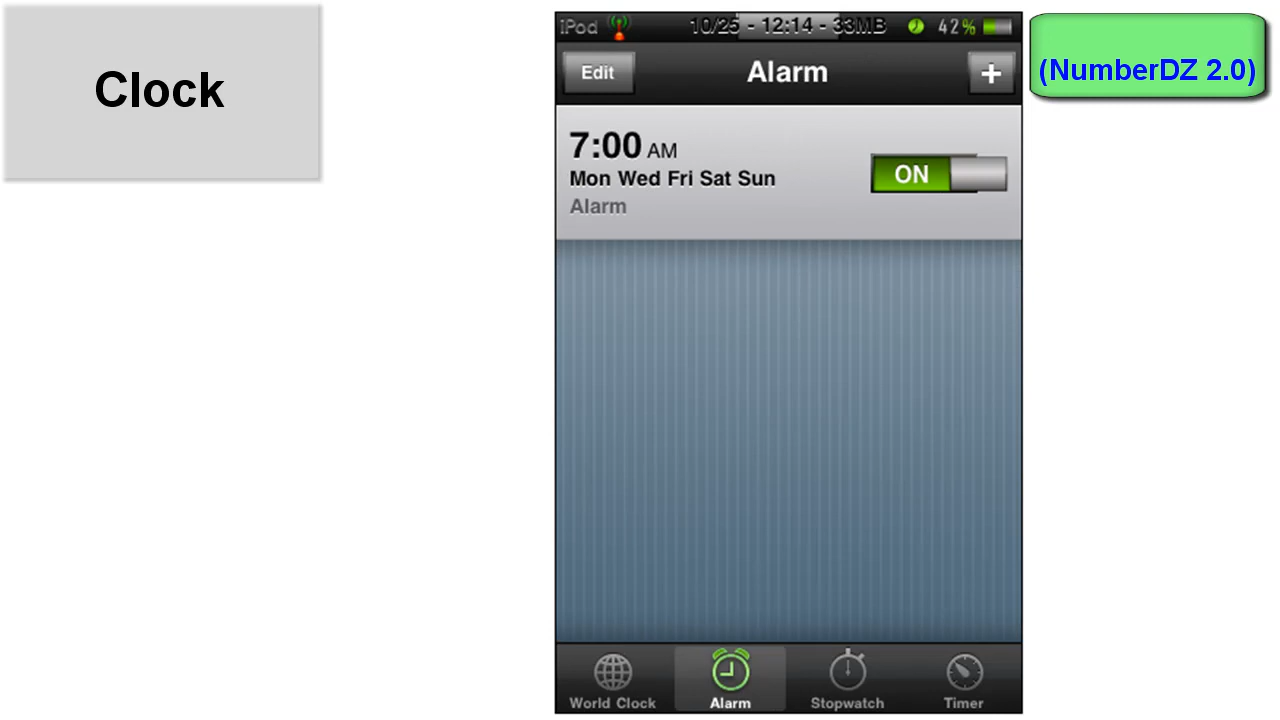 Clock
iPod 10/25 - 12:14 - 33MB 42%
Edit Alarm +
(NumberDZ 2.0)
7:00 AM
Mon Wed Fri Sat Sun
Alarm
ON
World Clock Alarm Stopwatch Timer